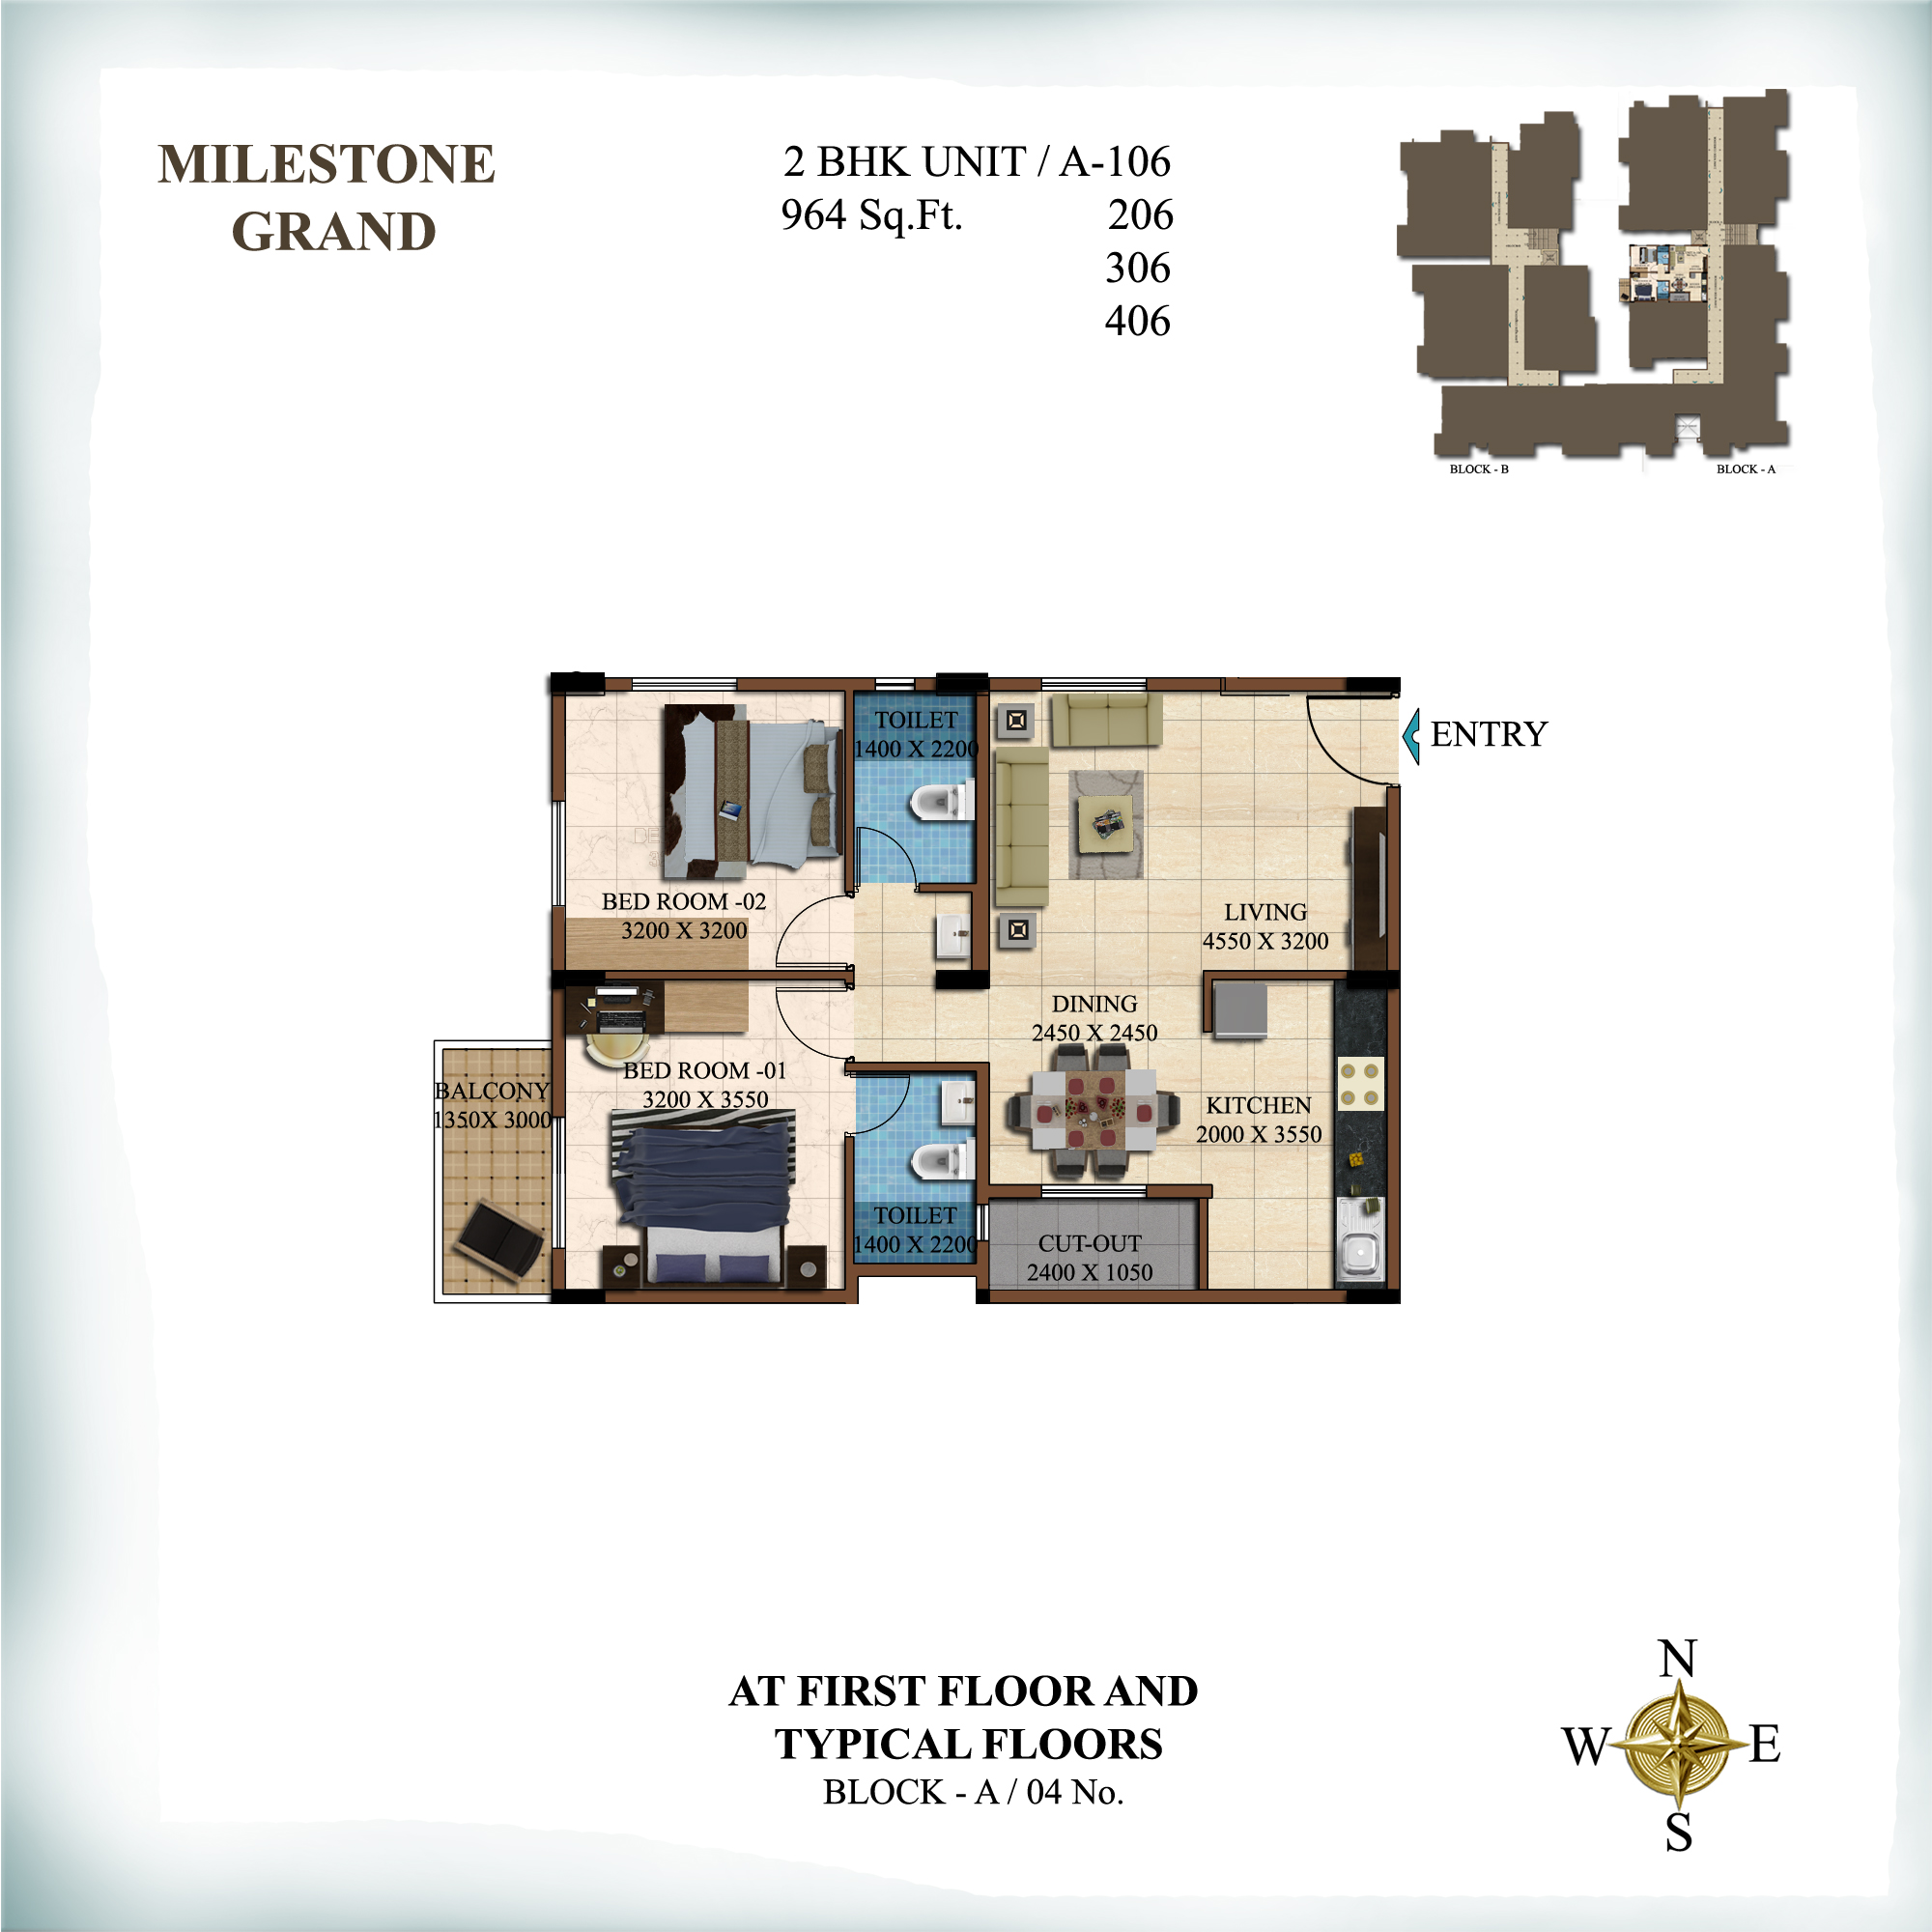 MILESTONE
GRAND
2 BHK UNIT / A-106
964 Sq.Ft. 206
306
406
BLOCK - B
BLOCK - A
TOILET
1400 X 2200
ENTRY
BED ROOM -02
3200 X 3200
LIVING
4550 X 3200
DINING
2450 X 2450
BED ROOM -01
3200 X 3550
BALCONY
1350X 3000
KITCHEN
2000 X 3550
TOILET
1400 X 2200
CUT-OUT
2400 X 1050
AT FIRST FLOOR AND
TYPICAL FLOORS
BLOCK - A / 04 No.
N
W E
S